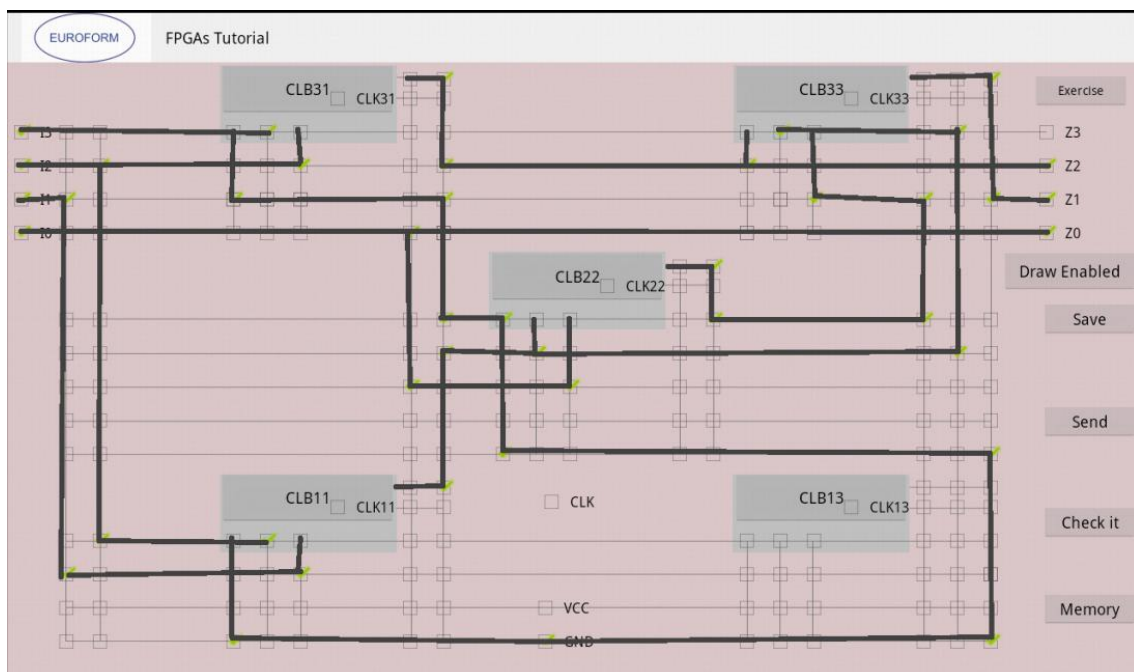 EUROFORM
FPGAs Tutorial
CLB31
CLK31
CLB33
CLK33
Exercise
I3
Z3
I2
Z2
I1
Z1
I0
Z0
CLB22
CLK22
Draw Enabled
Save
Send
CLB11
CLK11
CLK
CLB13
CLK13
Check it
VCC
Memory
GND